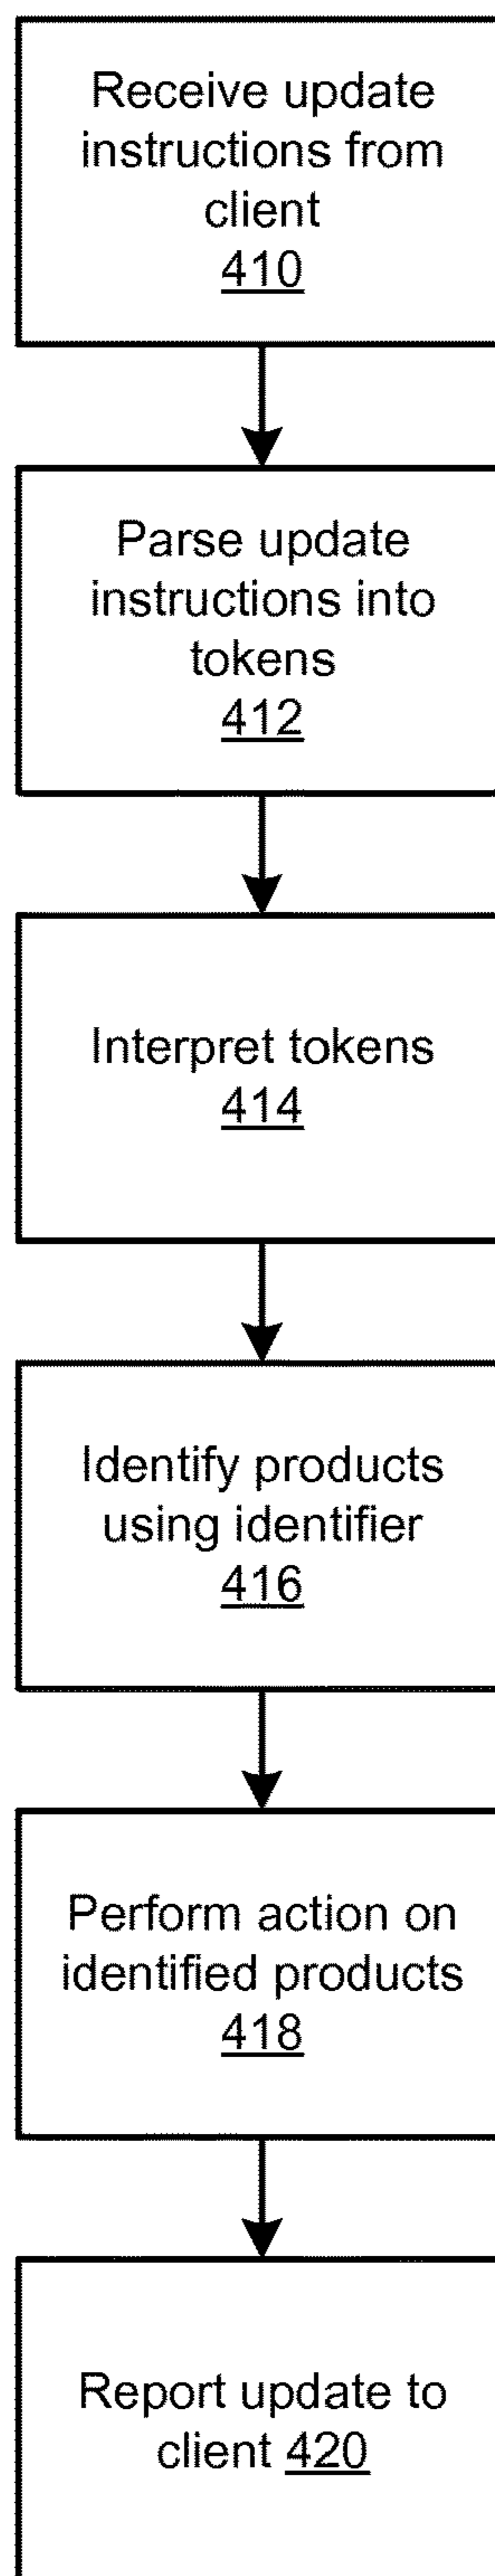 Receive update
instructions from
client
410
Parse update
instructions into
tokens
412
Interpret tokens
414
Identify products
using identifier
416
Perform action on
identified products
418
Report update to
client 420